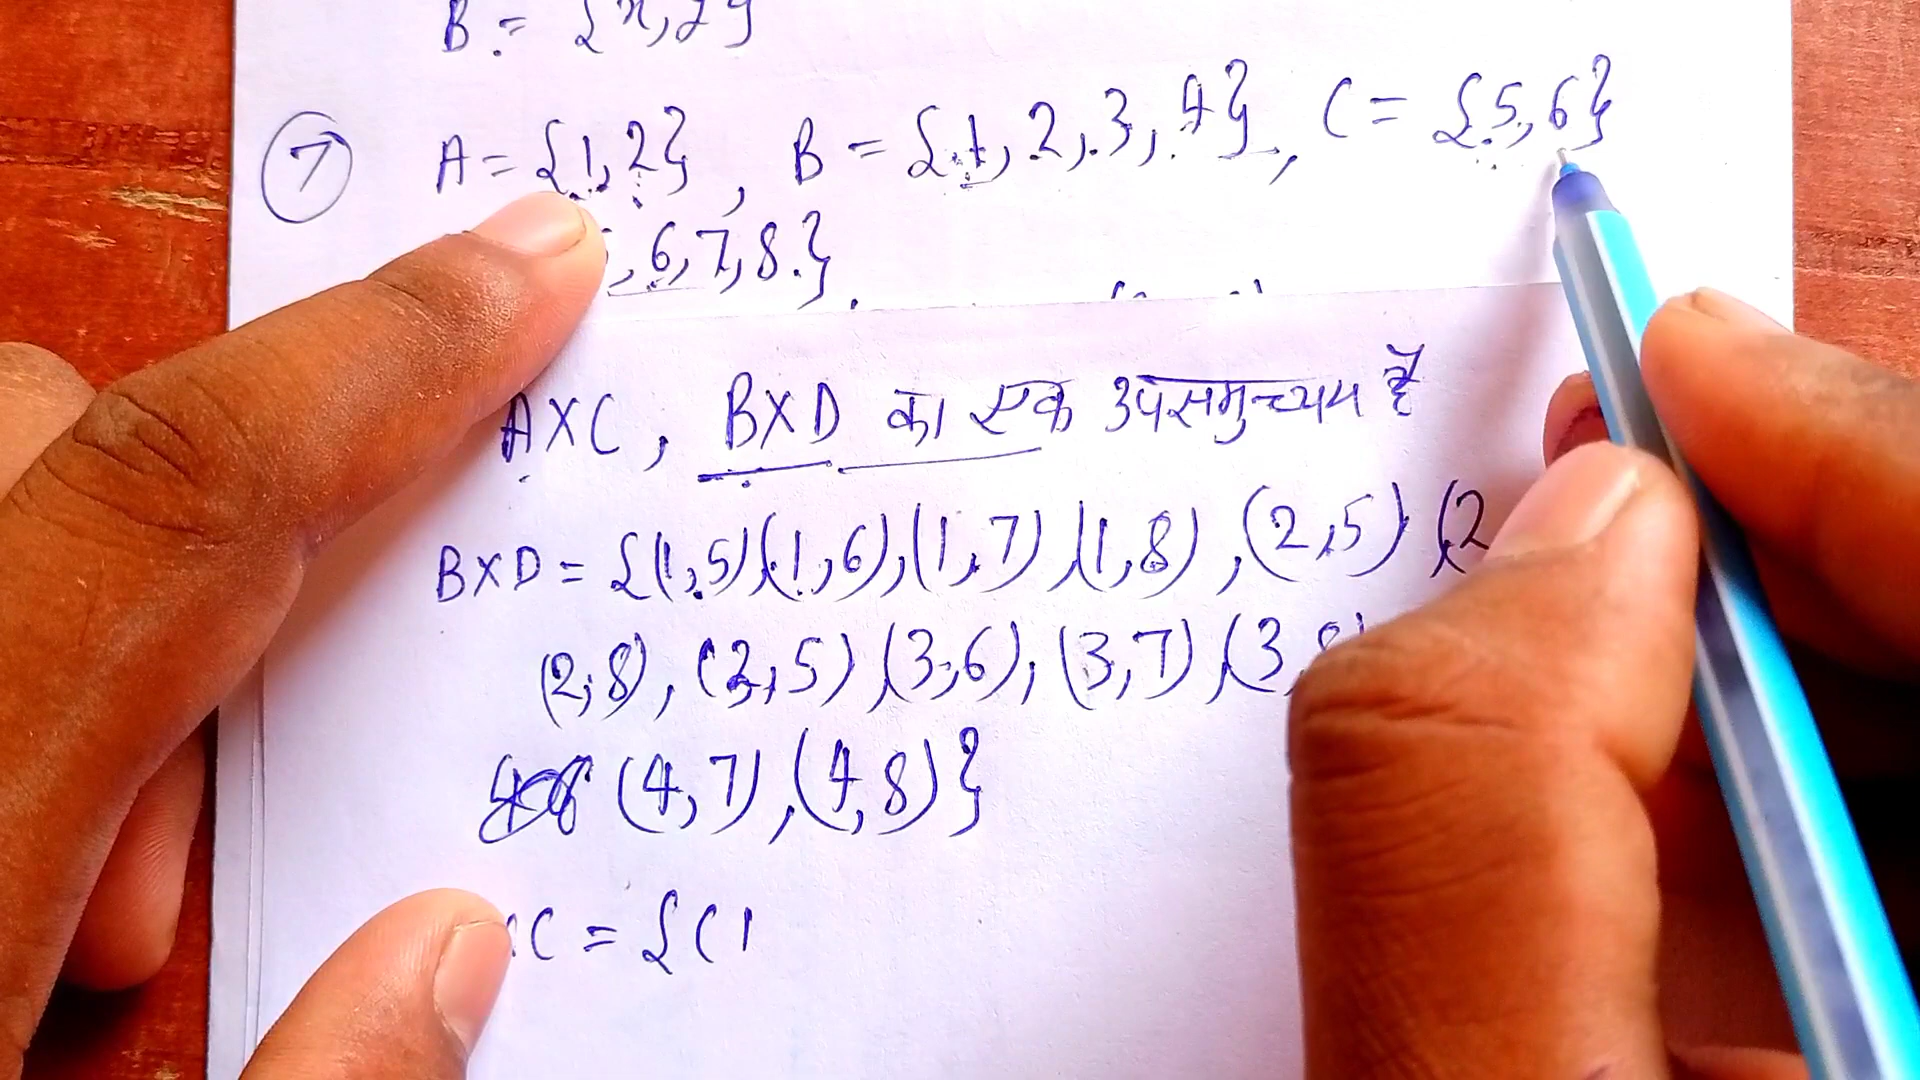 B = {x, y}
7 A = {1, 2}, B = {1, 2, 3, 4}, C = {5, 6}
, 6, 7, 8}.
A×C, B×D का एक उपसमुच्चय है
B×D = {(1,5)(1,6),(1,7),(1,8),(2,5),(2
(2,8), (3,5),(3,6),(3,7),(3,8)
(4,7),(4,8)}
C = {(1